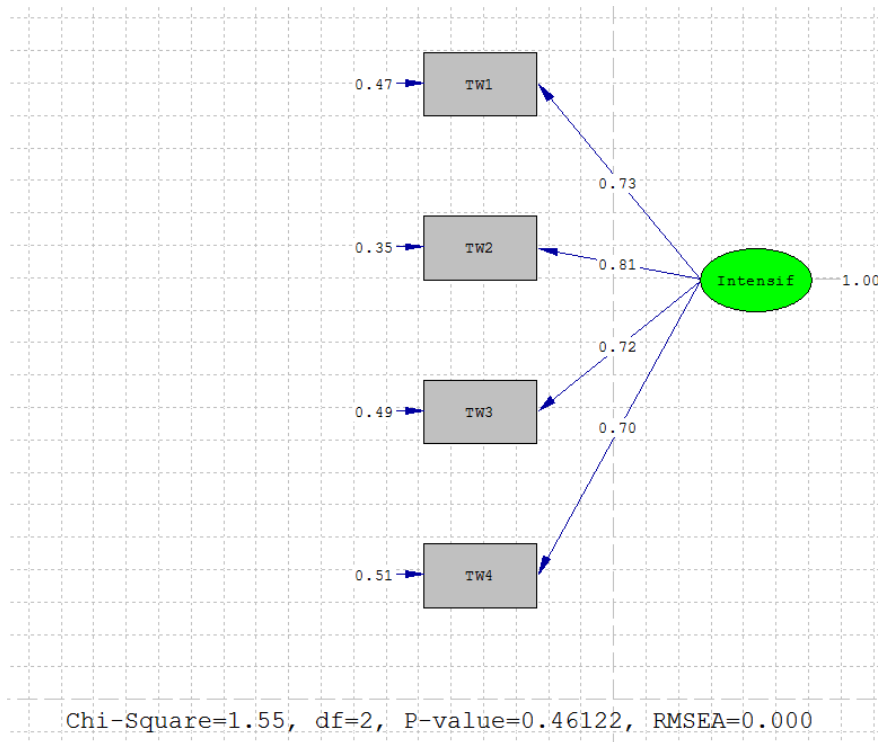 0.47 TW1
0.73
0.35 TW2
0.81
Intensif 1.00
0.72
0.49 TW3
0.70
0.51 TW4
Chi-Square=1.55, df=2, P-value=0.46122, RMSEA=0.000